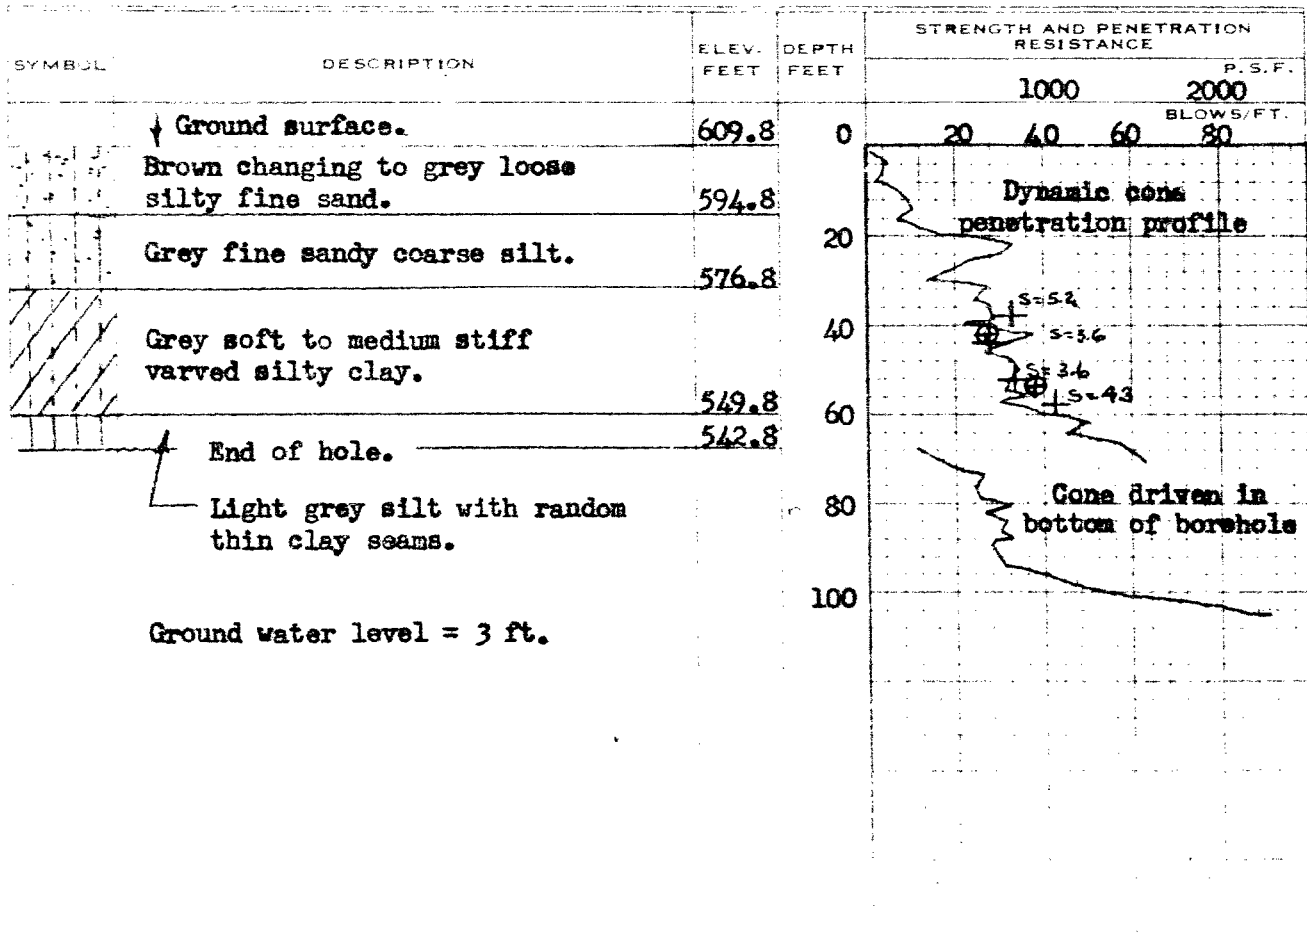 SYMBOL
DESCRIPTION
ELEV.
FEET
DEPTH
FEET
STRENGTH AND PENETRATION
RESISTANCE
P.S.F.
1000 2000
BLOWS/FT.
20 40 60 80
Ground surface.
609.8
0
Brown changing to grey loose
silty fine sand.
594.8
Dynamic cone
penetration profile
Grey fine sandy coarse silt.
576.8
20
S=5.2
40
S=3.6
Grey soft to medium stiff
varved silty clay.
S=3.6
S=43
549.8
60
542.8
End of hole.
Light grey silt with random
thin clay seams.
80
Cone driven in
bottom of borehole
100
Ground water level = 3 ft.